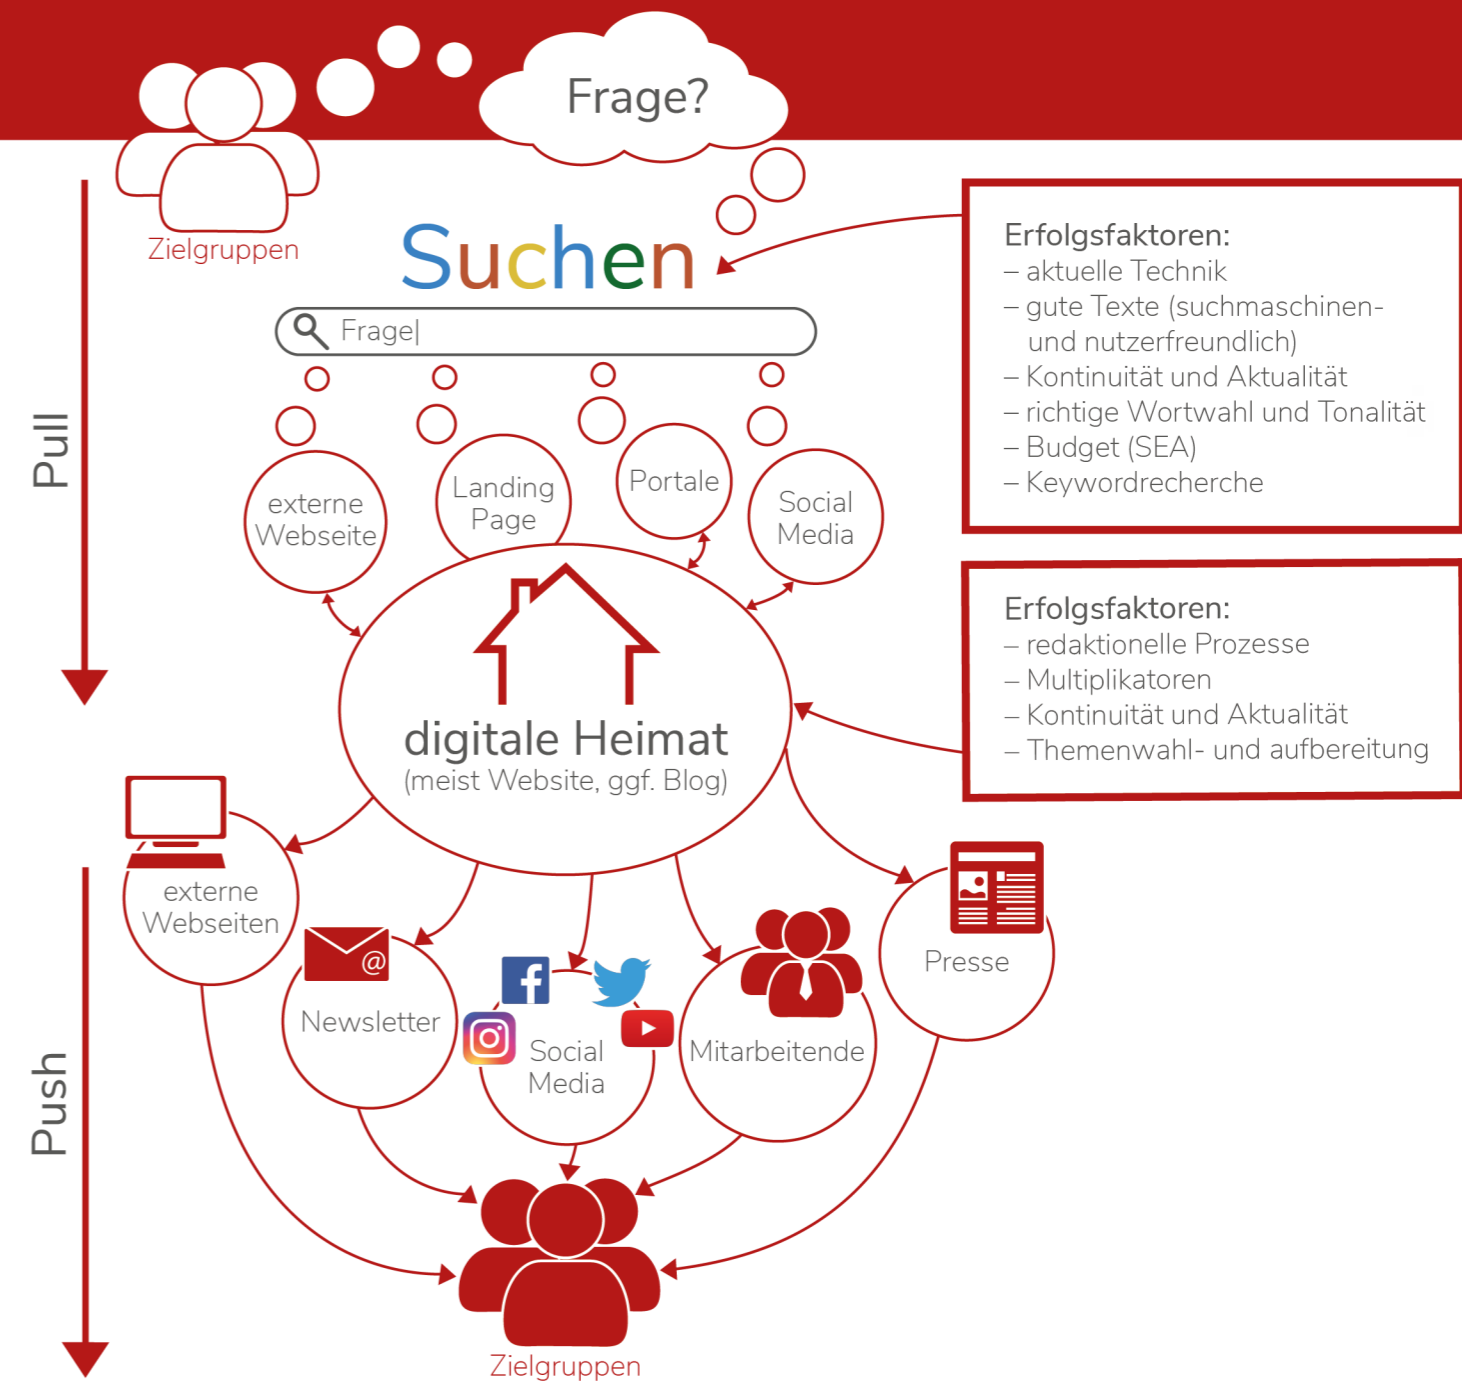 Frage?
Zielgruppen
Suchen
Frage|
Pull
externe
Webseite
Landing
Page
Portale
Social
Media
Erfolgsfaktoren:
– aktuelle Technik
– gute Texte (suchmaschinen-
und nutzerfreundlich)
– Kontinuität und Aktualität
– richtige Wortwahl und Tonalität
– Budget (SEA)
– Keywordrecherche
Erfolgsfaktoren:
– redaktionelle Prozesse
– Multiplikatoren
– Kontinuität und Aktualität
– Themenwahl- und aufbereitung
digitale Heimat
(meist Website, ggf. Blog)
Push
externe
Webseiten
@
Newsletter
f
Social
Media
Mitarbeitende
Presse
Zielgruppen